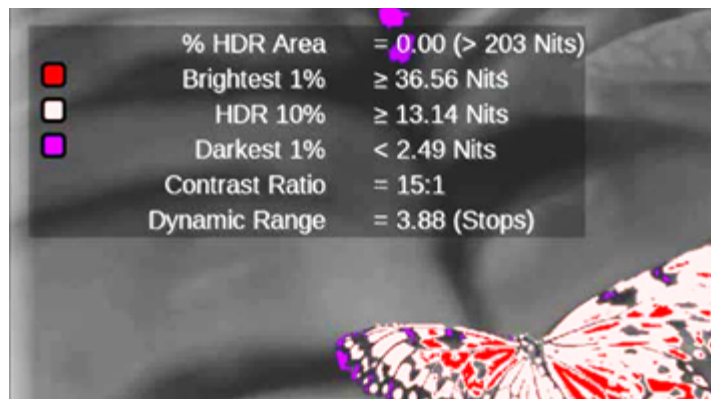 % HDR Area = 0.00 (> 203 Nits)
Brightest 1% ≥ 36.56 Nits
HDR 10% ≥ 13.14 Nits
Darkest 1% < 2.49 Nits
Contrast Ratio = 15:1
Dynamic Range = 3.88 (Stops)